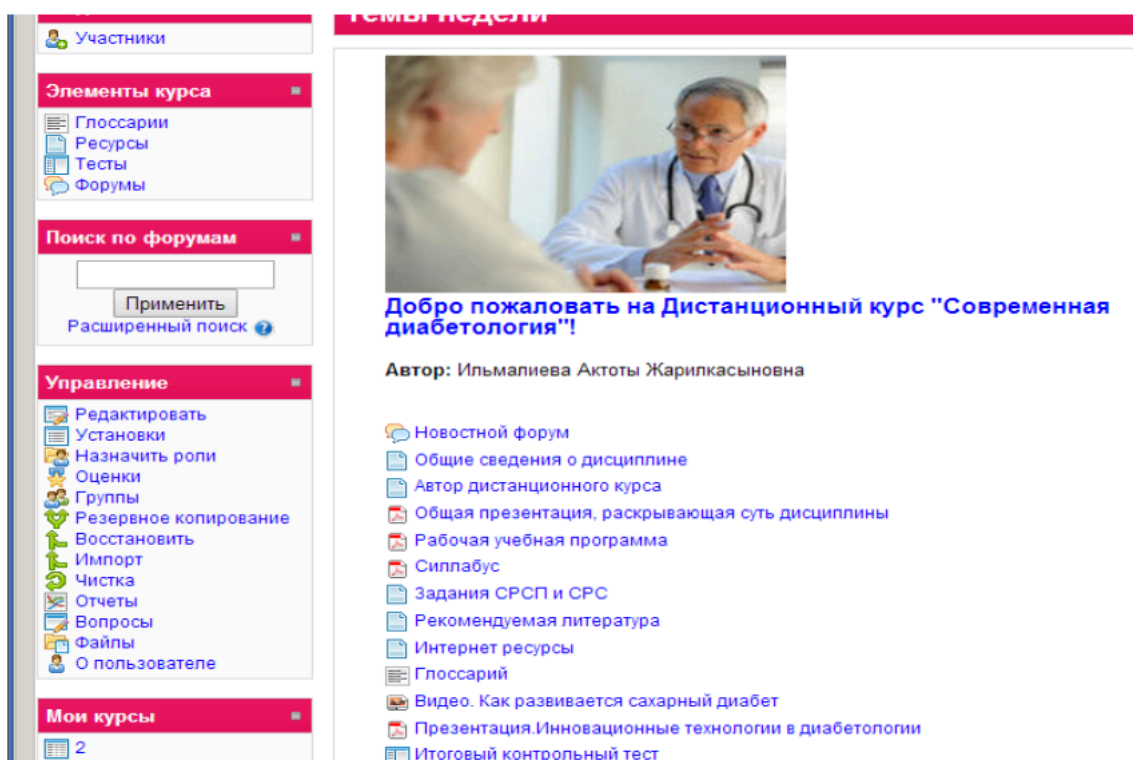 Участники
Элементы курса
Глоссарии
Ресурсы
Тесты
Форумы
Поиск по форумам
Применить
Расширенный поиск
Управление
Редактировать
Установки
Назначить роли
Оценки
Группы
Резервное копирование
Восстановить
Импорт
Чистка
Отчеты
Вопросы
Файлы
О пользователе
Мои курсы
2
Темы недели
Добро пожаловать на Дистанционный курс "Современная
диабетология"!
Автор: Ильмалиева Актоты Жарилкасыновна
Новостной форум
Общие сведения о дисциплине
Автор дистанционного курса
Общая презентация, раскрывающая суть дисциплины
Рабочая учебная программа
Силлабус
Задания СРСП и СРС
Рекомендуемая литература
Интернет ресурсы
Глоссарий
Видео. Как развивается сахарный диабет
Презентация.Инновационные технологии в диабетологии
Итоговый контрольный тест